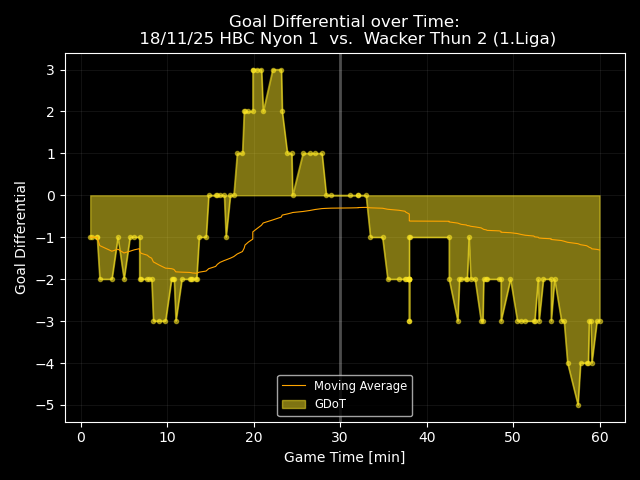 Goal Differential over Time:
18/11/25 HBC Nyon 1  vs.  Wacker Thun 2 (1.Liga)
Goal Differential
3
2
1
0
−1
−2
−3
−4
−5
Moving Average
GDoT
0 10 20 30 40 50 60
Game Time [min]